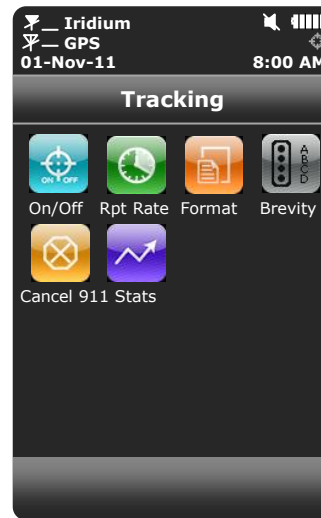 Iridium
GPS
01-Nov-11 8:00 AM
Tracking
ON OFF A B C D
On/Off Rpt Rate Format Brevity
Cancel 911 Stats